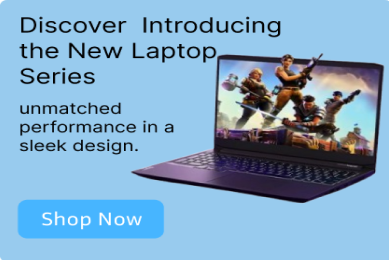 Discover Introducing
the New Laptop
Series
unmatched
performance in a
sleek design.
Shop Now